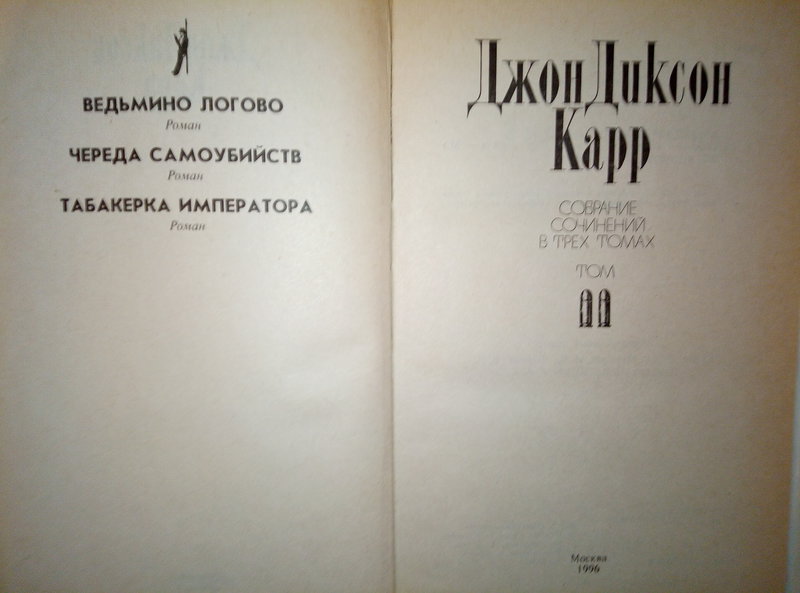 ВЕДЬМИНО ЛОГОВО
Роман
ЧЕРЕДА САМОУБИЙСТВ
Роман
ТАБАКЕРКА ИМПЕРАТОРА
Роман
Джон Диксон
Карр
СОБРАНИЕ
СОЧИНЕНИЙ
В ТРЕХ ТОМАХ
ТОМ
II
Москва
1996